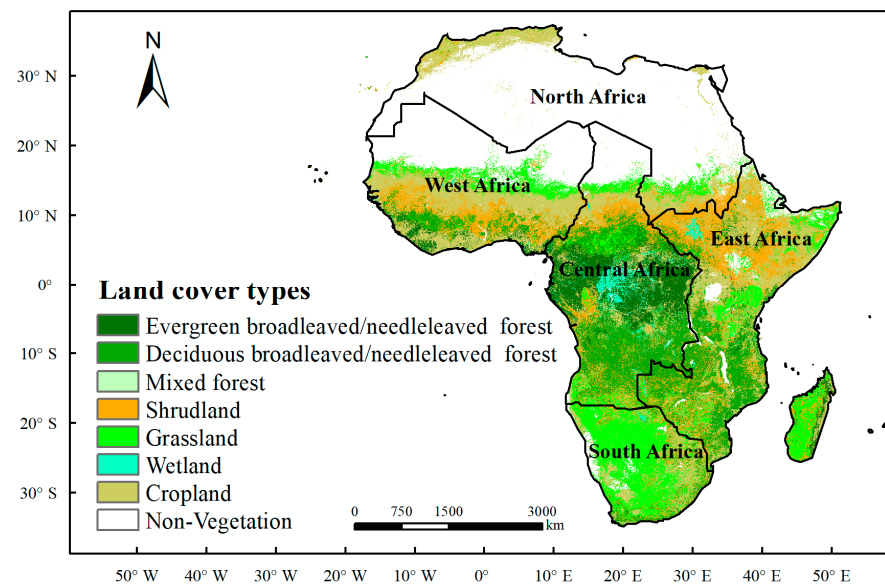 N
30° N
20° N
10° N
0°
10° S
20° S
30° S
North Africa
West Africa
East Africa
Central Africa
South Africa
Land cover types
Evergreen broadleaved/needleleaved forest
Deciduous broadleaved/needleleaved forest
Mixed forest
Shrudland
Grassland
Wetland
Cropland
Non-Vegetation
0 750 1500 3000
km
50° W 40° W 30° W 20° W 10° W 0° 10° E 20° E 30° E 40° E 50° E